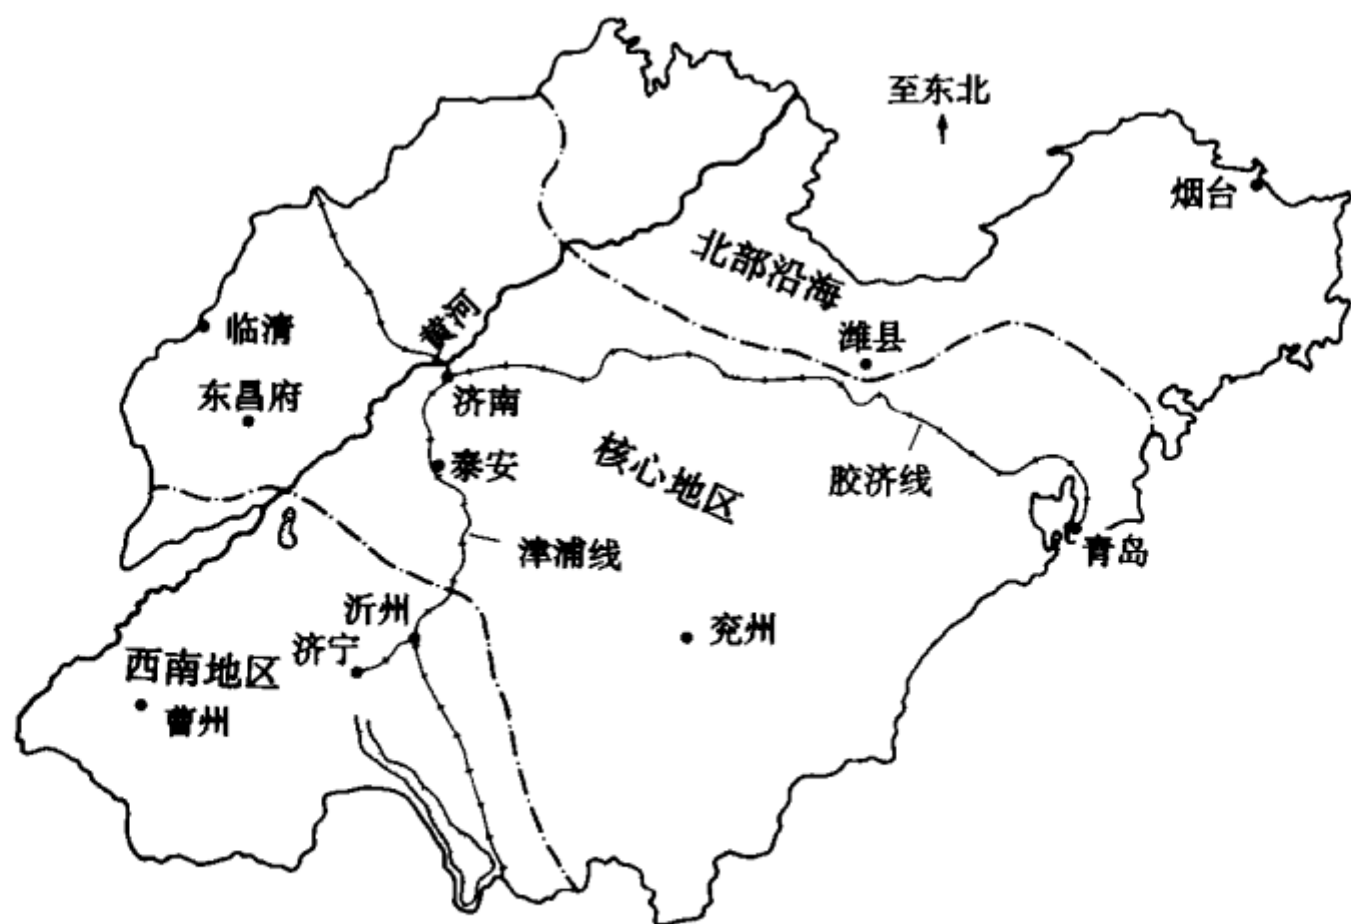 至东北
烟台
北部沿海
黄河
临清
潍县
东昌府
济南
核心地区
泰安
胶济线
津浦线
青岛
沂州
兖州
济宁
西南地区
曹州